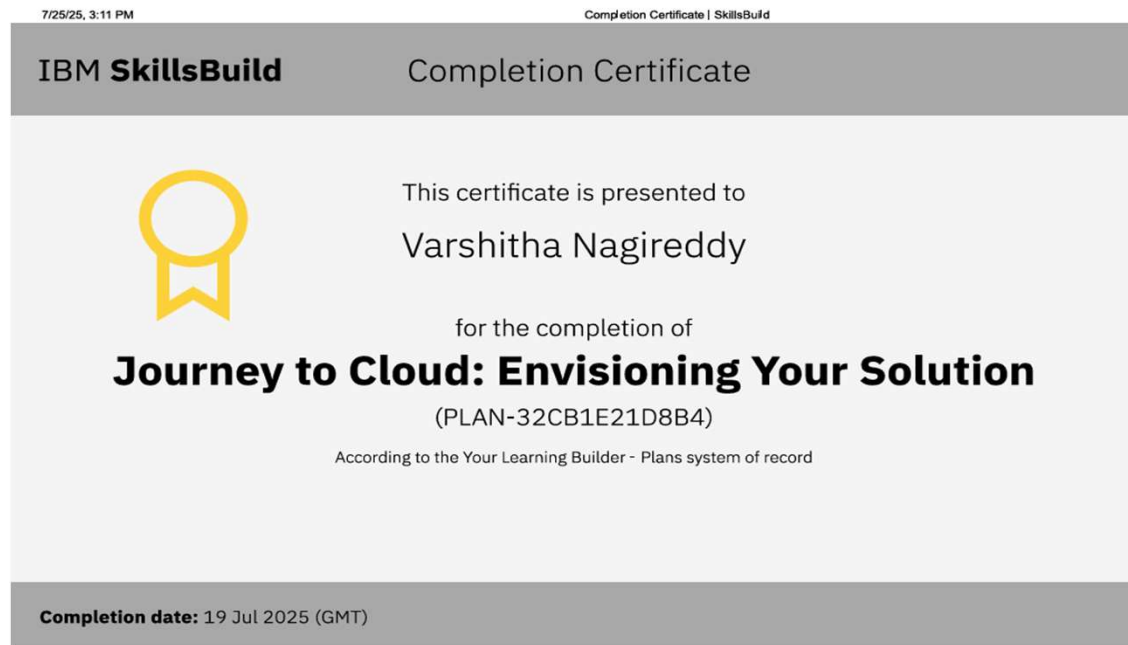 7/25/25, 3:11 PM Completion Certificate | SkillsBuild
IBM SkillsBuild Completion Certificate
This certificate is presented to
Varshitha Nagireddy
for the completion of
Journey to Cloud: Envisioning Your Solution
(PLAN-32CB1E21D8B4)
According to the Your Learning Builder - Plans system of record
Completion date: 19 Jul 2025 (GMT)